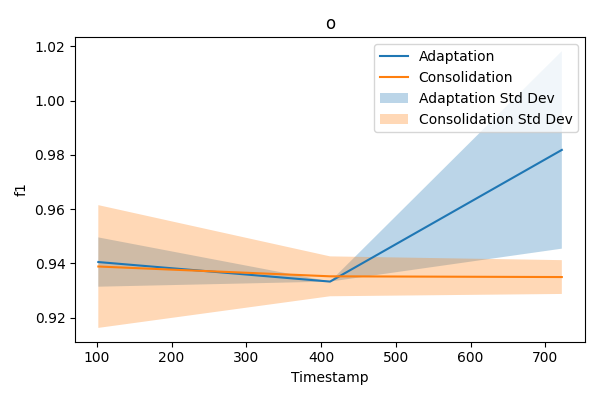 o
1.02
1.00
0.98
0.96
0.94
0.92
f1
Adaptation
Consolidation
Adaptation Std Dev
Consolidation Std Dev
100 200 300 400 500 600 700
Timestamp